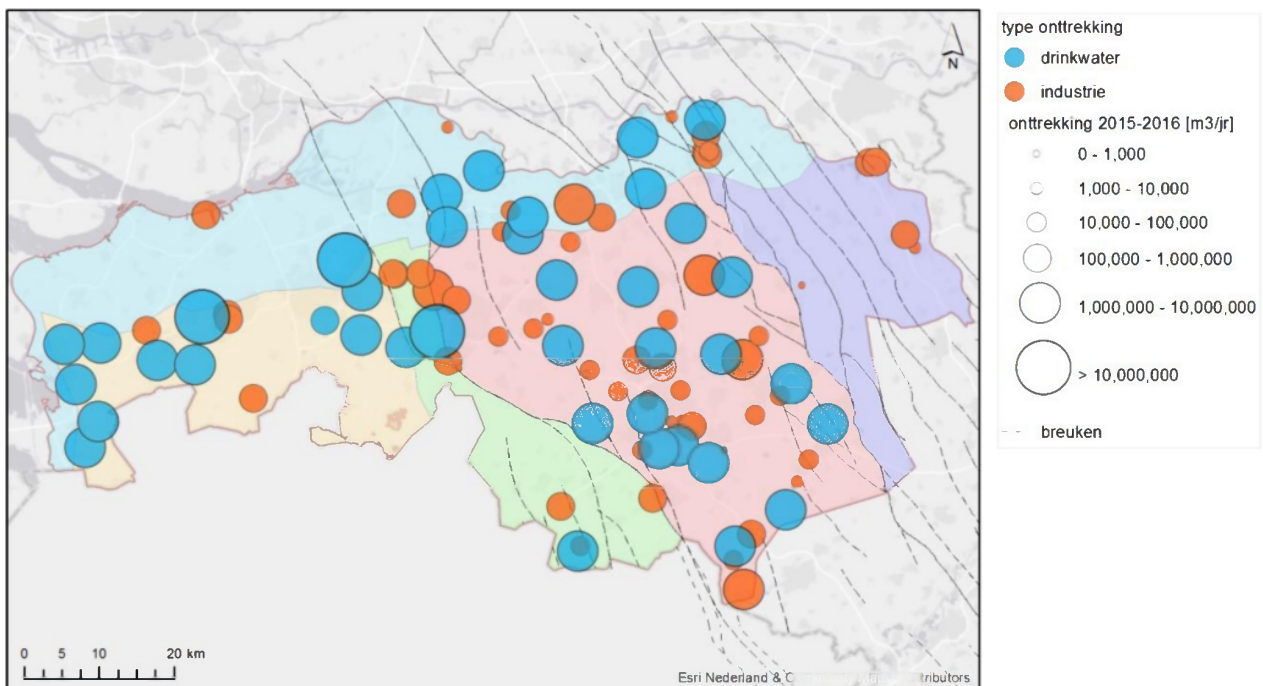 type onttrekking
drinkwater
industrie
onttrekking 2015-2016 [m3/jr]
0 - 1,000
1,000 - 10,000
10,000 - 100,000
100,000 - 1,000,000
1,000,000 - 10,000,000
> 10,000,000
breuken
N
0 5 10 20 km
Esri Nederland &